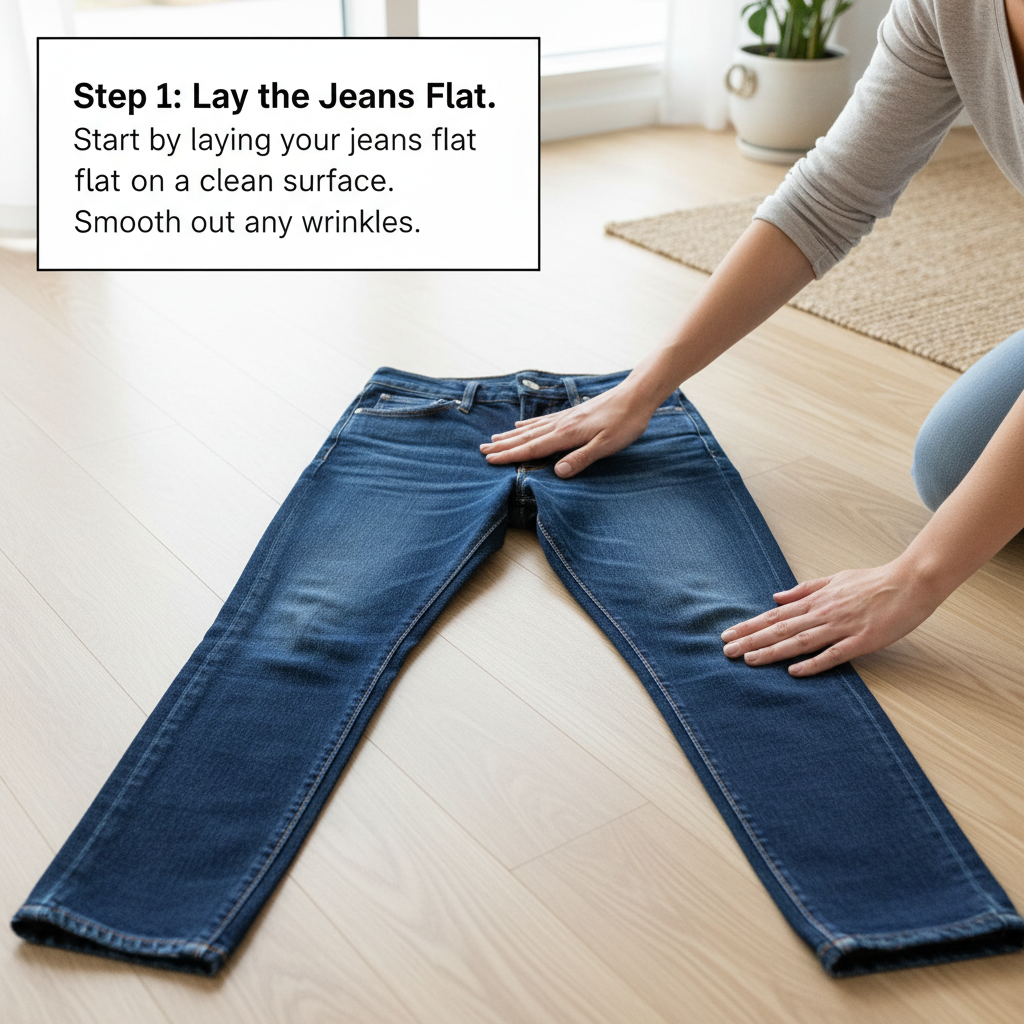 Step 1: Lay the Jeans Flat.
Start by laying your jeans flat
flat on a clean surface.
Smooth out any wrinkles.